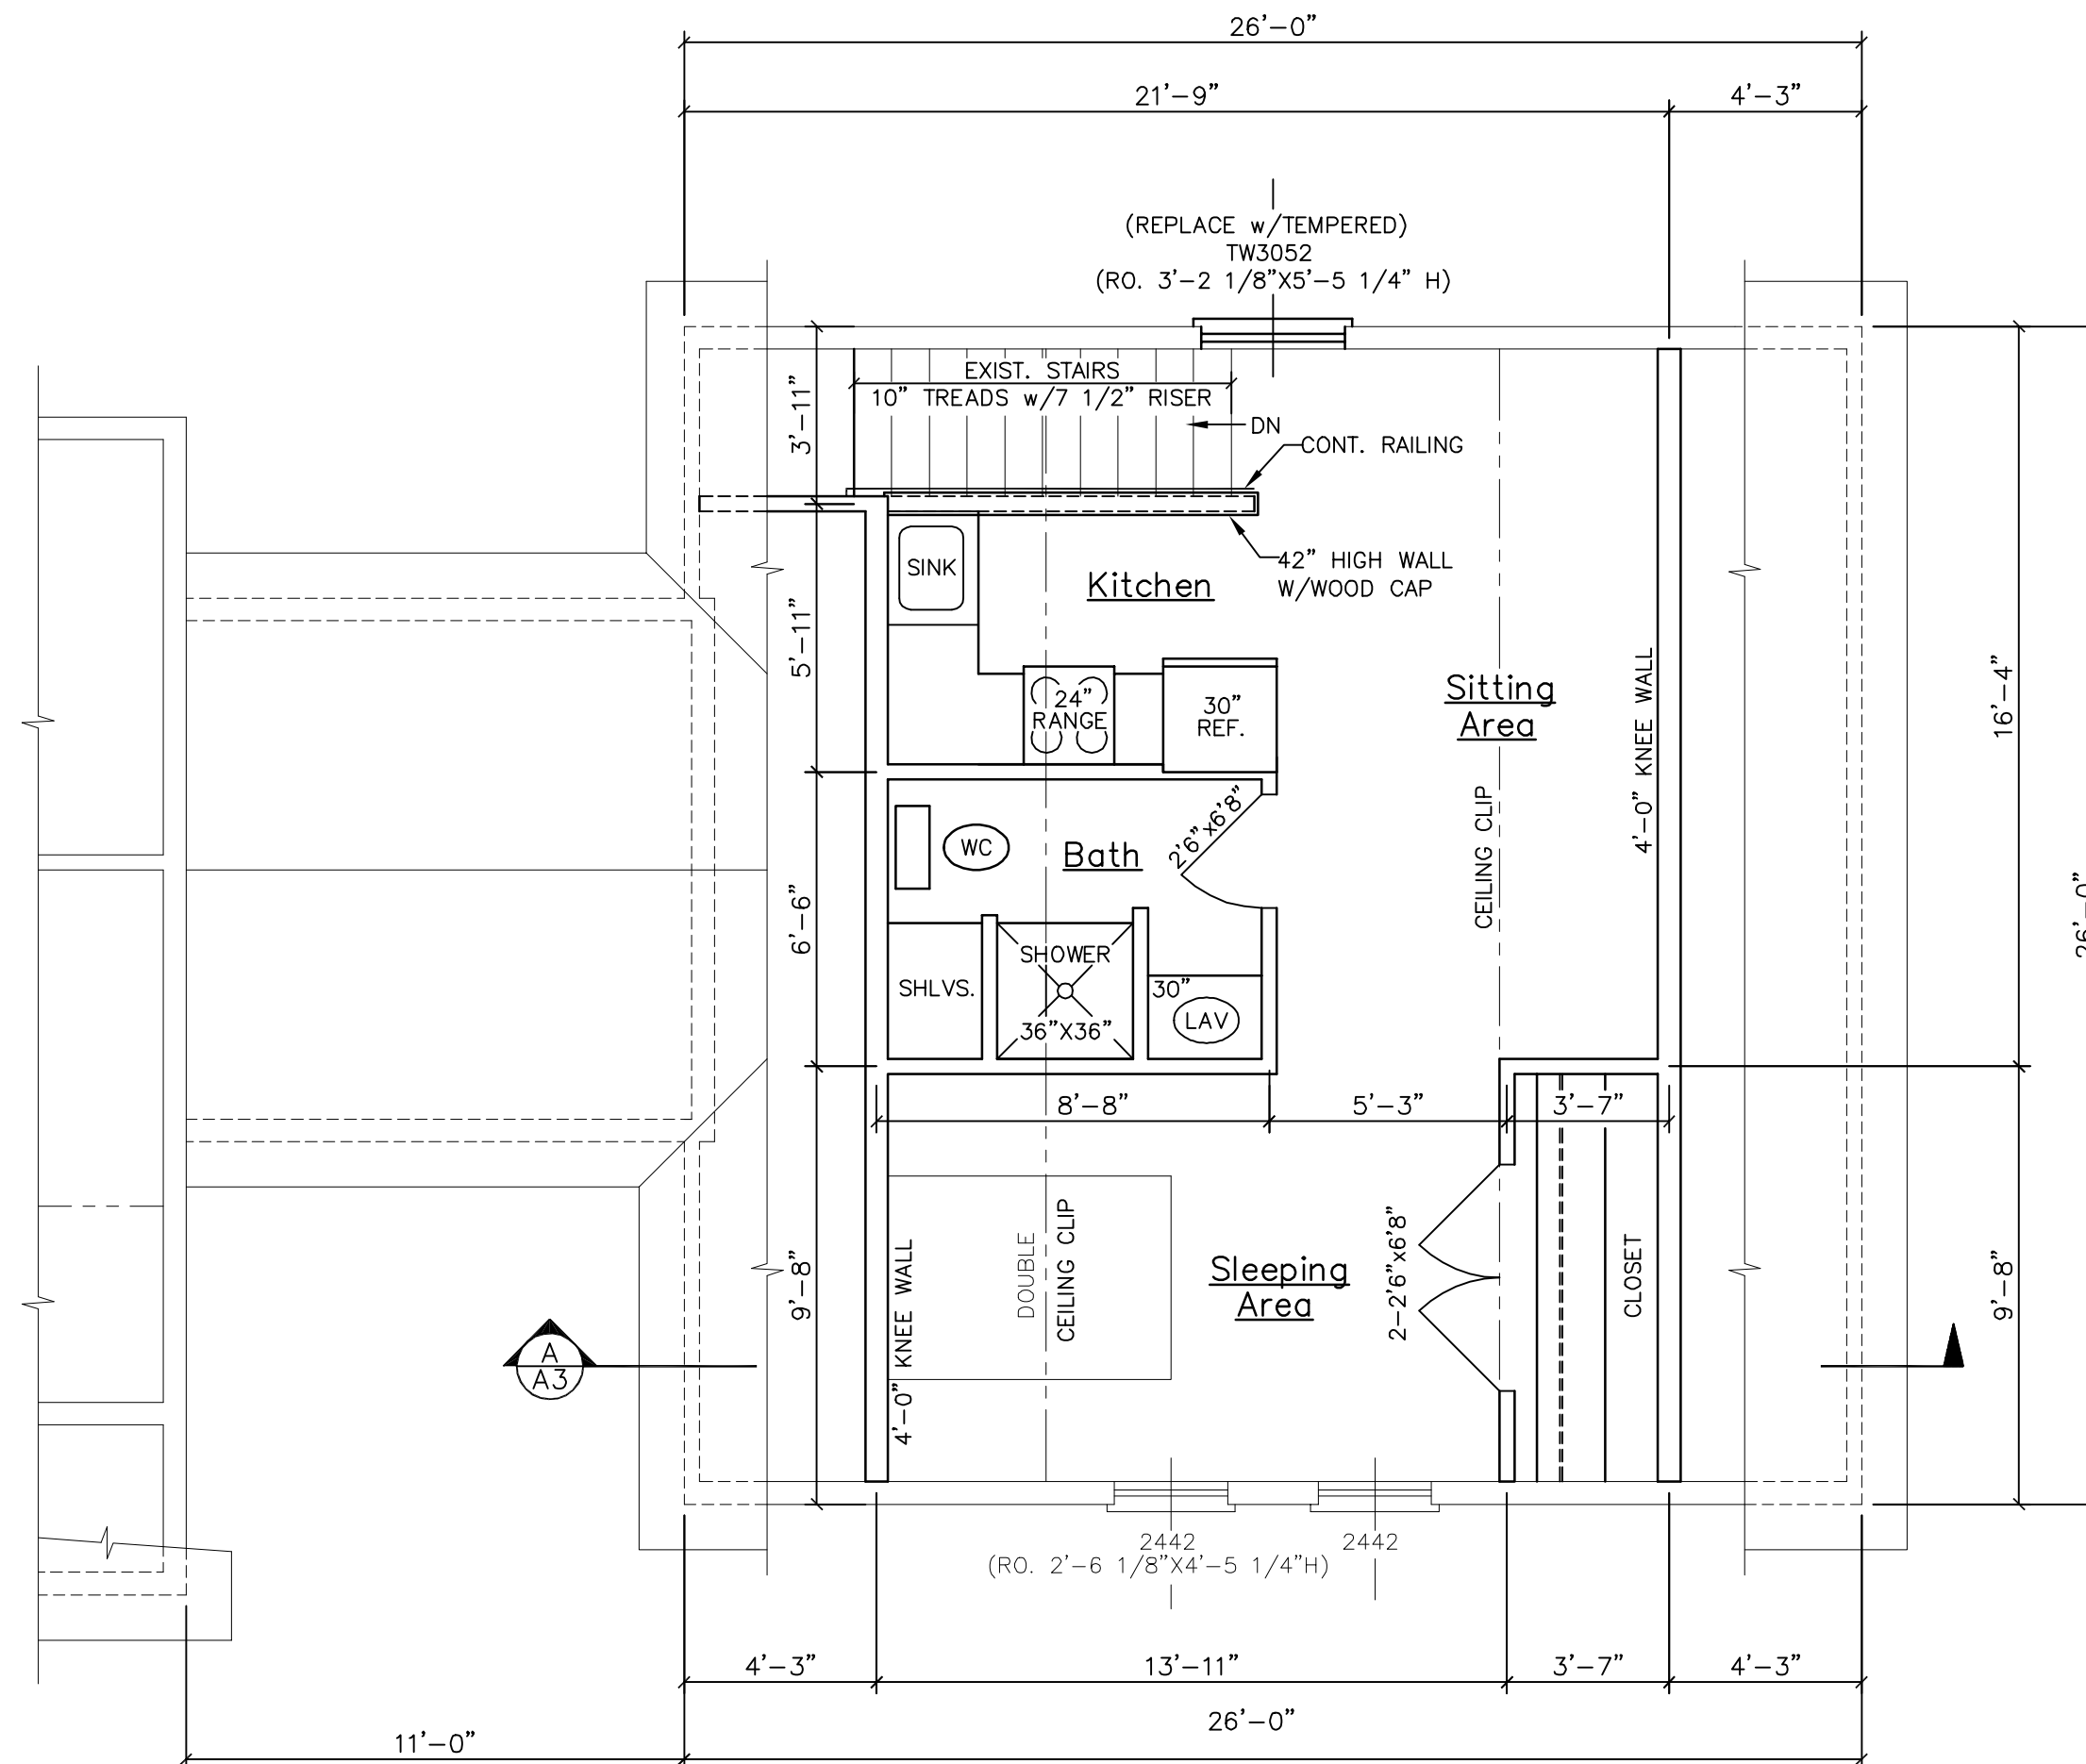 26'-0"
21'-9"
4'-3"
(REPLACE w/TEMPERED)
TW3052
(RO. 3'-2 1/8"X5'-5 1/4" H)
EXIST. STAIRS
10" TREADS w/7 1/2" RISER
DN
CONT. RAILING
3'-11"
42" HIGH WALL
W/WOOD CAP
SINK
Kitchen
5'-11"
24"
RANGE
30"
REF.
Sitting
Area
4'-0" KNEE WALL
16'-4"
CEILING CLIP
2'6"x6'8"
WC
Bath
6'-6"
26'-0"
SHLVS.
SHOWER
36"X36"
30"
LAV
8'-8"
5'-3"
3'-7"
9'-8"
4'-0" KNEE WALL
DOUBLE
CEILING CLIP
Sleeping
Area
2-2'6"x6'8"
CLOSET
9'-8"
A
A3
2442
2442
(RO. 2'-6 1/8"X4'-5 1/4"H)
4'-3"
13'-11"
3'-7"
4'-3"
11'-0"
26'-0"